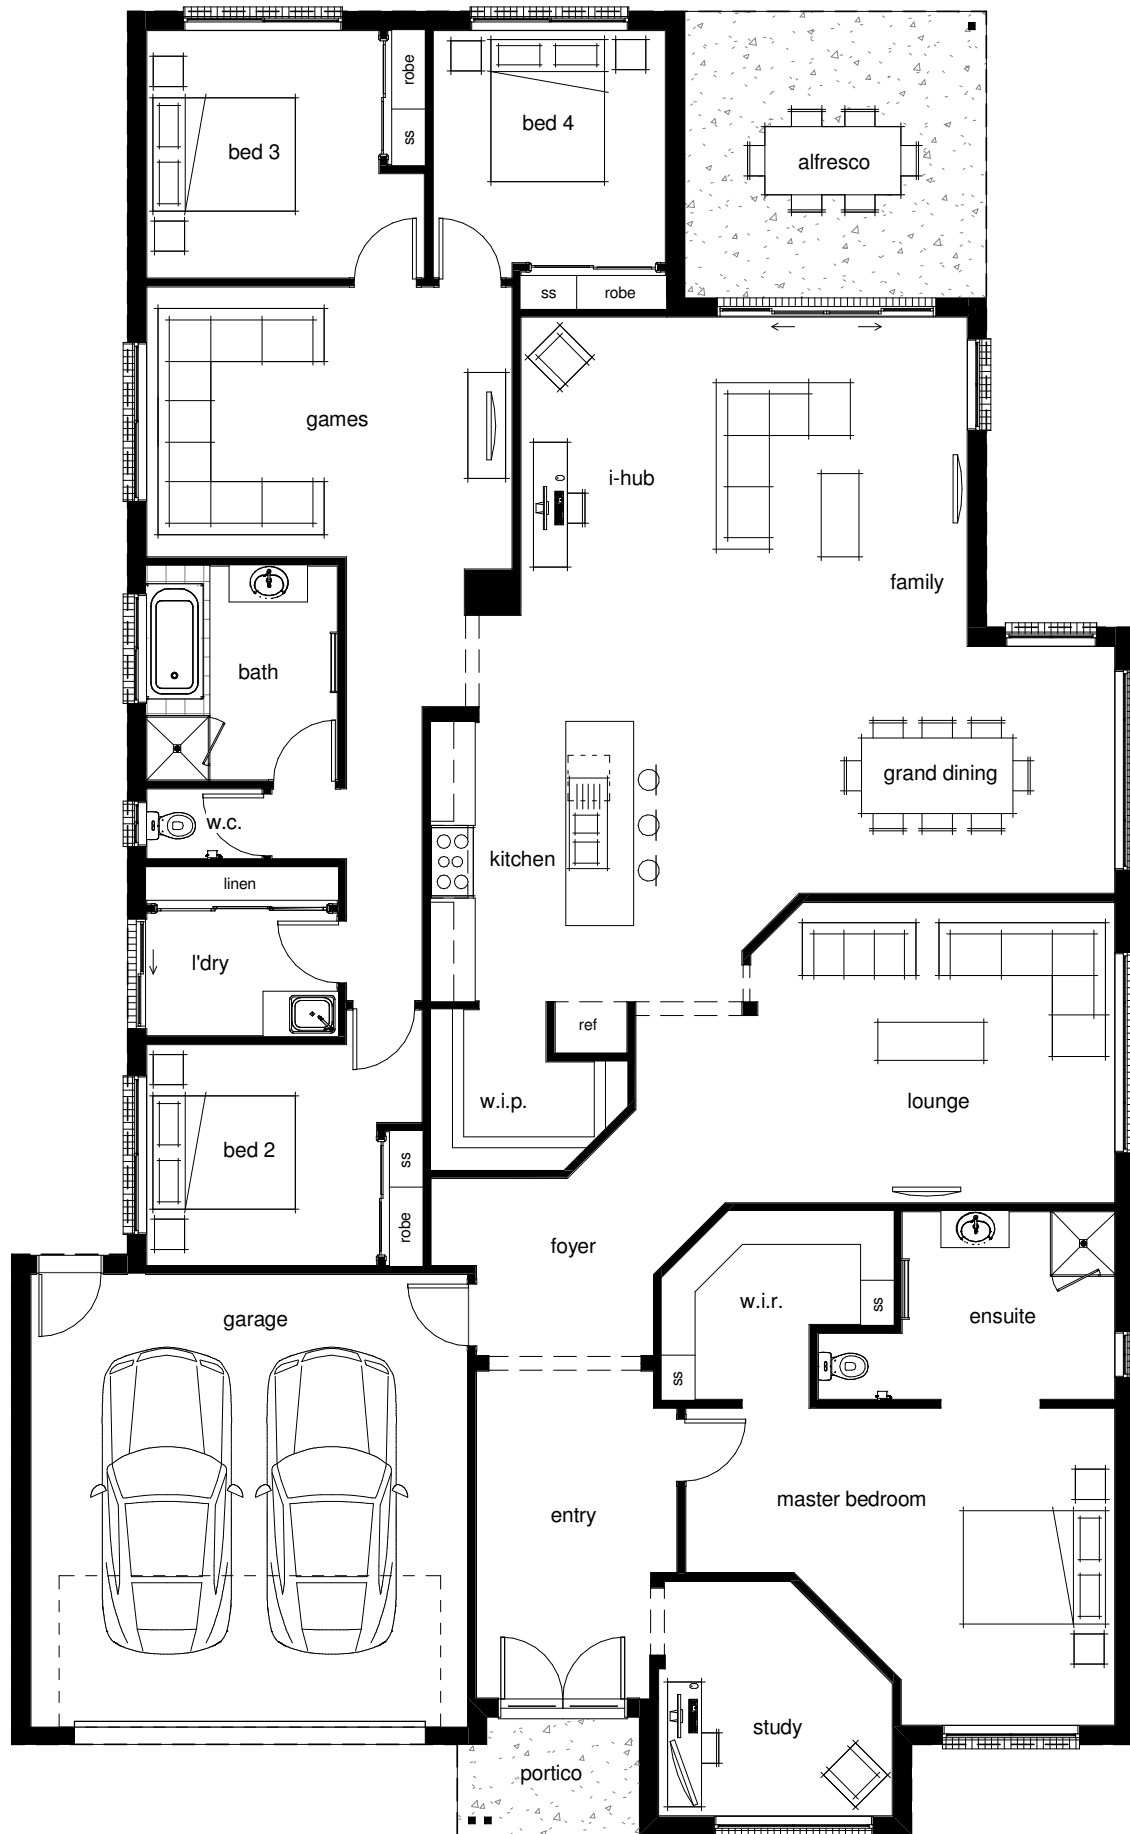 robe
bed 4
bed 3
ss
alfresco
ss
robe
games
i-hub
family
bath
grand dining
w.c.
kitchen
linen
l'dry
ref
w.i.p.
lounge
bed 2
ss
robe
foyer
w.i.r.
ss
garage
ensuite
ss
master bedroom
entry
study
portico